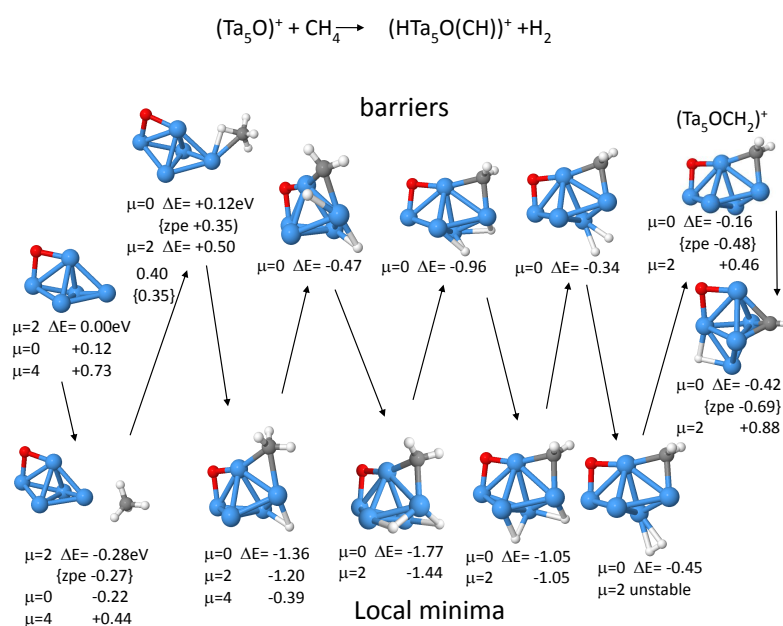 (Ta5O)+ + CH4 → (HTa5O(CH))+ +H2
barriers
(Ta5OCH2)+
μ=0 ΔE= +0.12eV
{zpe +0.35)
μ=2 ΔE= +0.50
0.40
{0.35}
μ=2 ΔE= 0.00eV
μ=0 +0.12
μ=4 +0.73
μ=0 ΔE= -0.47
μ=0 ΔE= -0.96
μ=0 ΔE= -0.34
μ=0 ΔE= -0.16
{zpe -0.48}
μ=2 +0.46
μ=0 ΔE= -0.42
{zpe -0.69}
μ=2 +0.88
μ=2 ΔE= -0.28eV
{zpe -0.27}
μ=0 -0.22
μ=4 +0.44
μ=0 ΔE= -1.36
μ=2 -1.20
μ=4 -0.39
μ=0 ΔE= -1.77
μ=2 -1.44
μ=0 ΔE= -1.05
μ=2 -1.05
μ=0 ΔE= -0.45
μ=2 unstable
Local minima